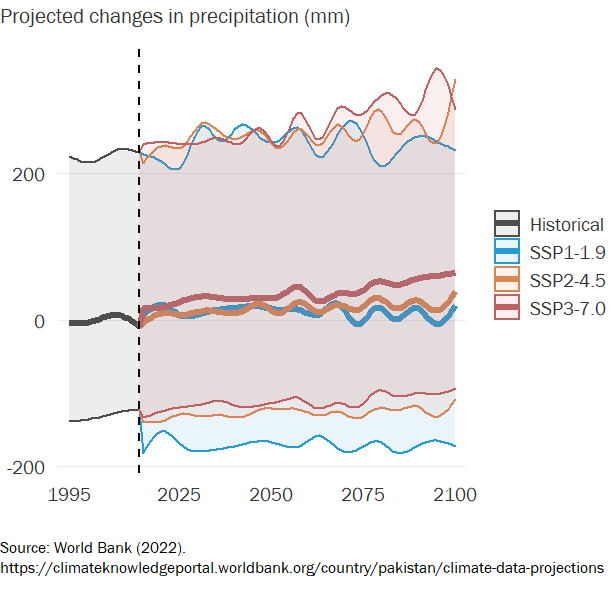 Projected changes in precipitation (mm)
200
0
-200
1995 2025 2050 2075 2100
Historical
SSP1-1.9
SSP2-4.5
SSP3-7.0
Source: World Bank (2022).
https://climateknowledgeportal.worldbank.org/country/pakistan/climate-data-projections